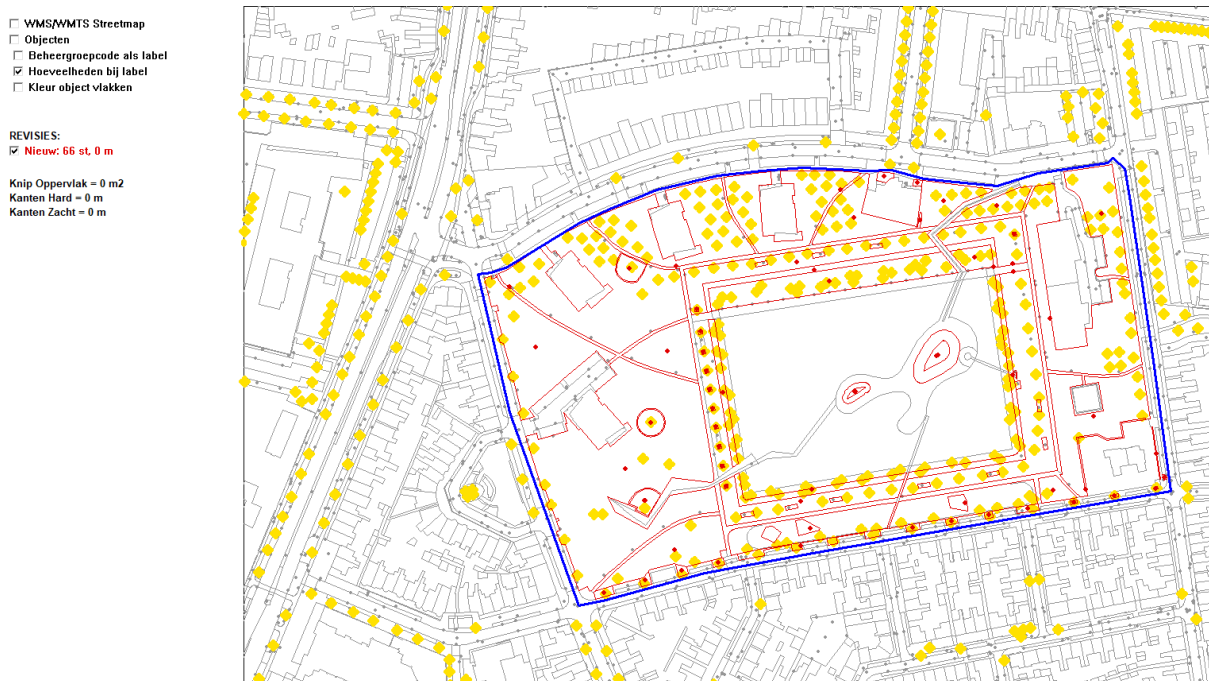 WMS/WMTS Streetmap
Objecten
Beheergroepcode als label
Hoeveelheden bij label
Kleur object vlakken
REVISIES:
Nieuw: 66 st, 0 m
Knip Oppervlak = 0 m2
Kanten Hard = 0 m
Kanten Zacht = 0 m